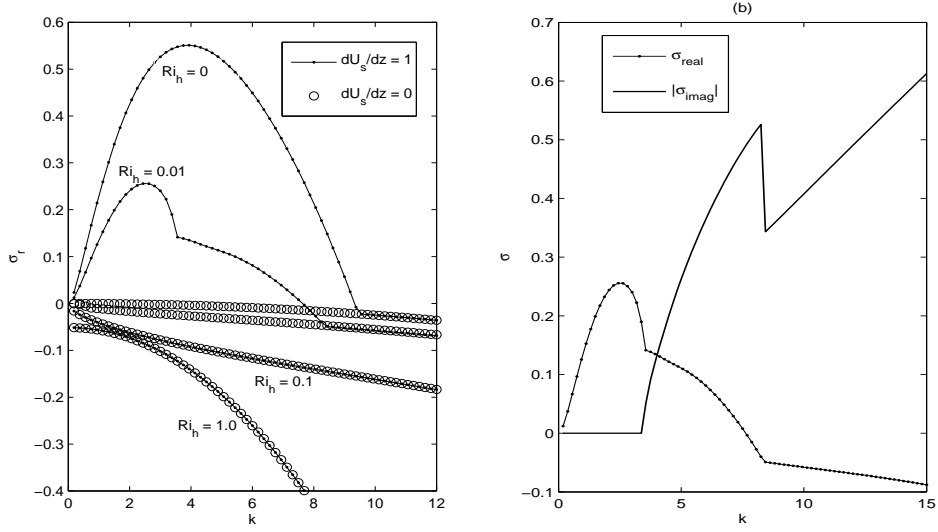 (b)
0.6
0.5
0.4
0.3
0.2
0.1
0
−0.1
−0.2
−0.3
−0.4
σr
dUs/dz = 1
dUs/dz = 0
Rih = 0
Rih = 0.01
Rih = 0.1
Rih = 1.0
0 2 4 6 8 10 12
k
0.7
0.6
0.5
0.4
0.3
0.2
0.1
0
−0.1
σ
σreal
|σimag|
0 5 10 15
k